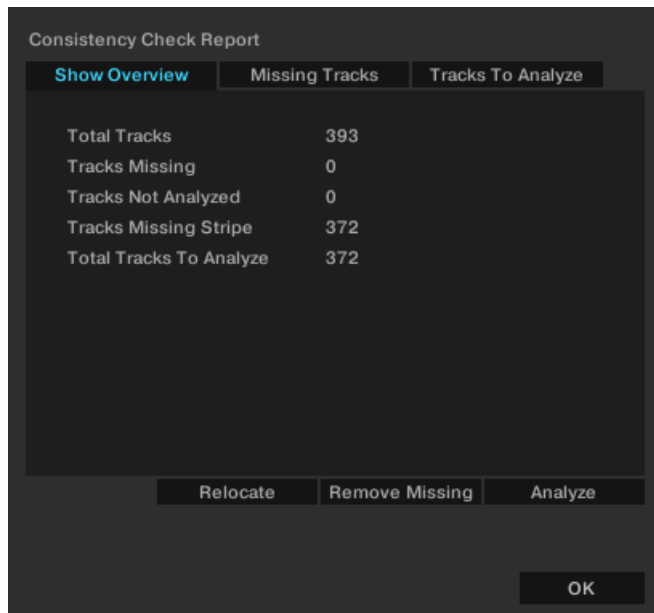 Consistency Check Report
Show Overview Missing Tracks Tracks To Analyze
Total Tracks 393
Tracks Missing 0
Tracks Not Analyzed 0
Tracks Missing Stripe 372
Total Tracks To Analyze 372
Relocate Remove Missing Analyze
OK